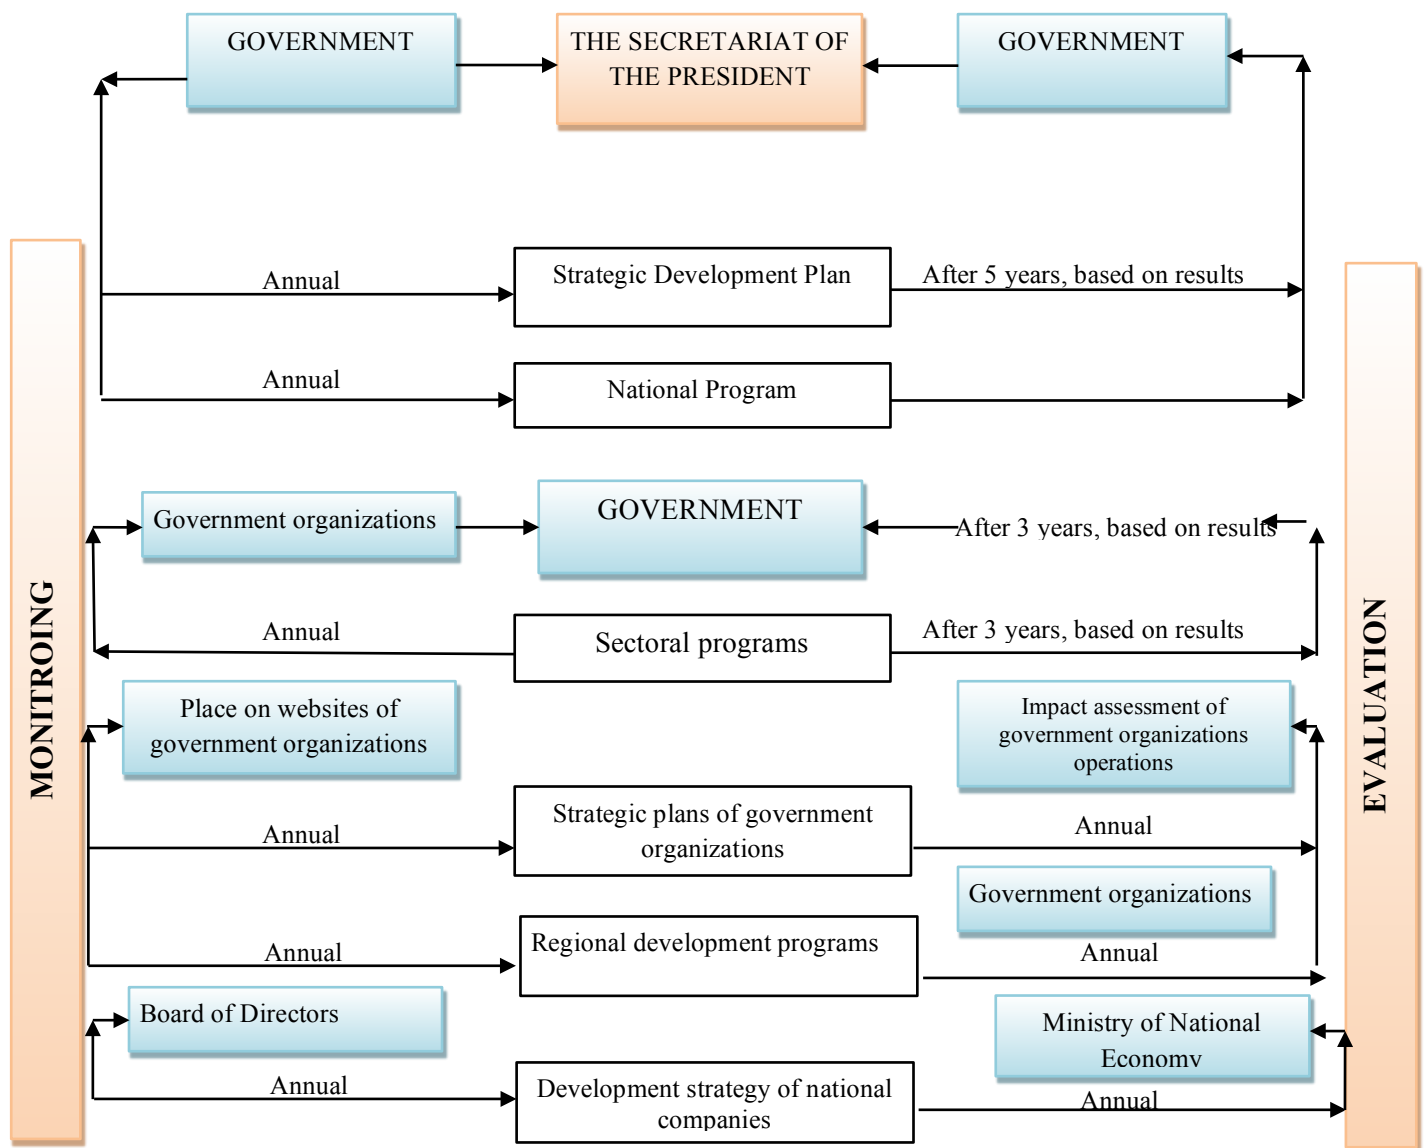 GOVERNMENT
THE SECRETARIAT OF
THE PRESIDENT
GOVERNMENT
Annual
Strategic Development Plan
After 5 years, based on results
Annual
National Program
Government organizations
GOVERNMENT
After 3 years, based on results
Annual
Sectoral programs
After 3 years, based on results
MONITROING
EVALUATION
Place on websites of
government organizations
Impact assessment of
government organizations
operations
Annual
Strategic plans of government
organizations
Annual
Government organizations
Annual
Regional development programs
Annual
Board of Directors
Ministry of National
Economy
Annual
Development strategy of national
companies
Annual